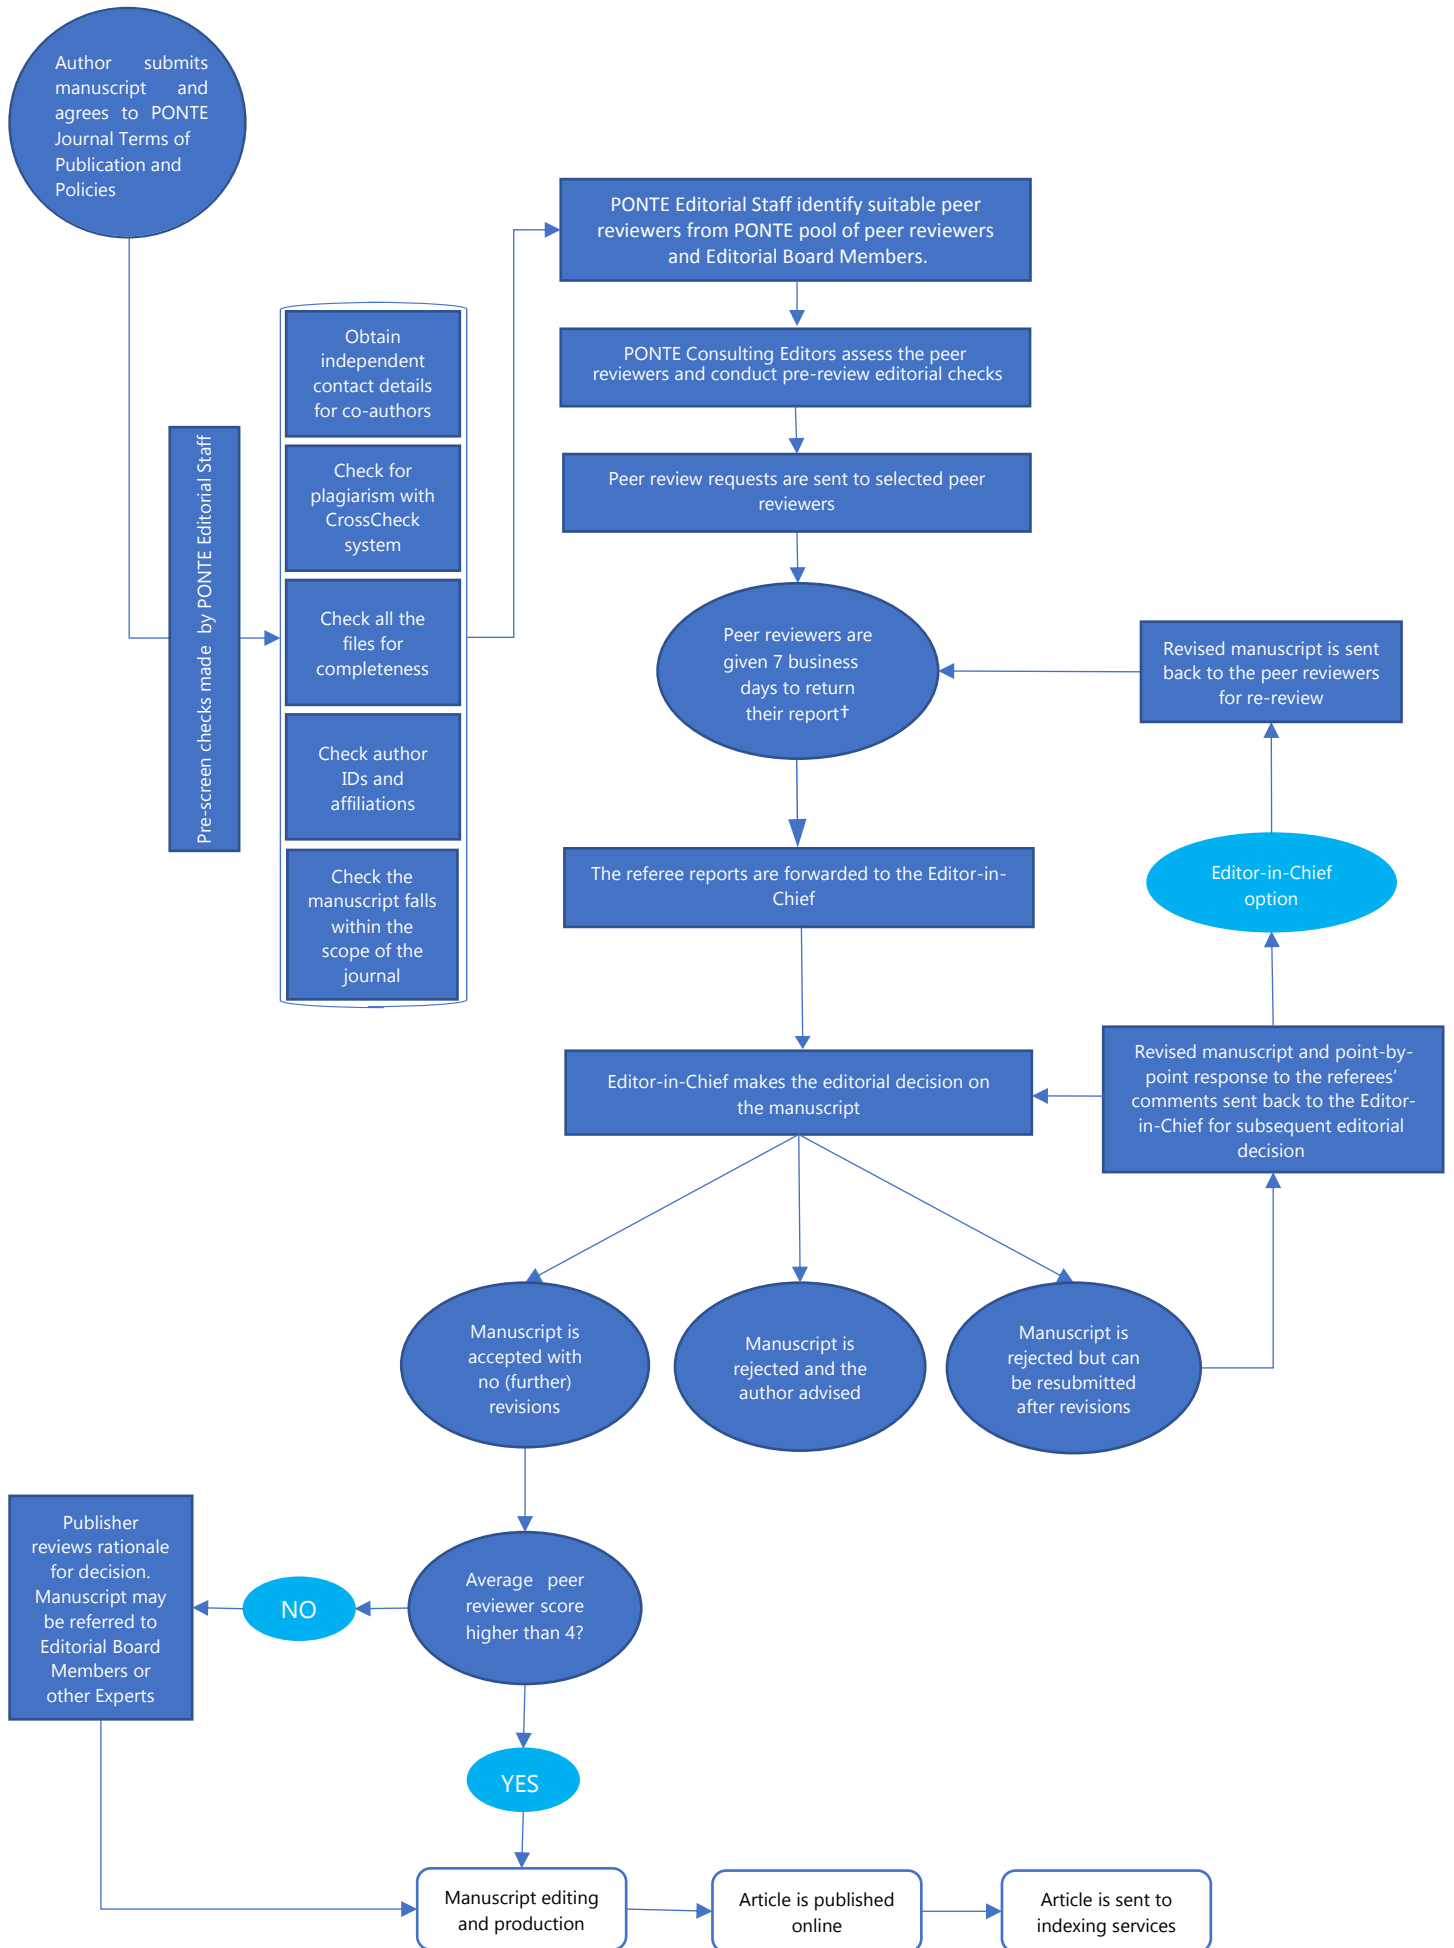 Author submits
manuscript and
agrees to PONTE
Journal Terms of
Publication and
Policies
Pre-screen checks made by PONTE Editorial Staff
Obtain
independent
contact details
for co-authors
Check for
plagiarism with
CrossCheck
system
Check all the
files for
completeness
Check author
IDs and
affiliations
Check the
manuscript falls
within the
scope of the
journal
PONTE Editorial Staff identify suitable peer
reviewers from PONTE pool of peer reviewers
and Editorial Board Members.
PONTE Consulting Editors assess the peer
reviewers and conduct pre-review editorial checks
Peer review requests are sent to selected peer
reviewers
Peer reviewers are
given 7 business
days to return
their report†
Revised manuscript is sent
back to the peer reviewers
for re-review
Editor-in-Chief
option
The referee reports are forwarded to the Editor-in-
Chief
Editor-in-Chief makes the editorial decision on
the manuscript
Revised manuscript and point-by-
point response to the referees’
comments sent back to the Editor-
in-Chief for subsequent editorial
decision
Manuscript is
accepted with
no (further)
revisions
Manuscript is
rejected and the
author advised
Manuscript is
rejected but can
be resubmitted
after revisions
Average peer
reviewer score
higher than 4?
NO
Publisher
reviews rationale
for decision.
Manuscript may
be referred to
Editorial Board
Members or
other Experts
YES
Manuscript editing
and production
Article is published
online
Article is sent to
indexing services